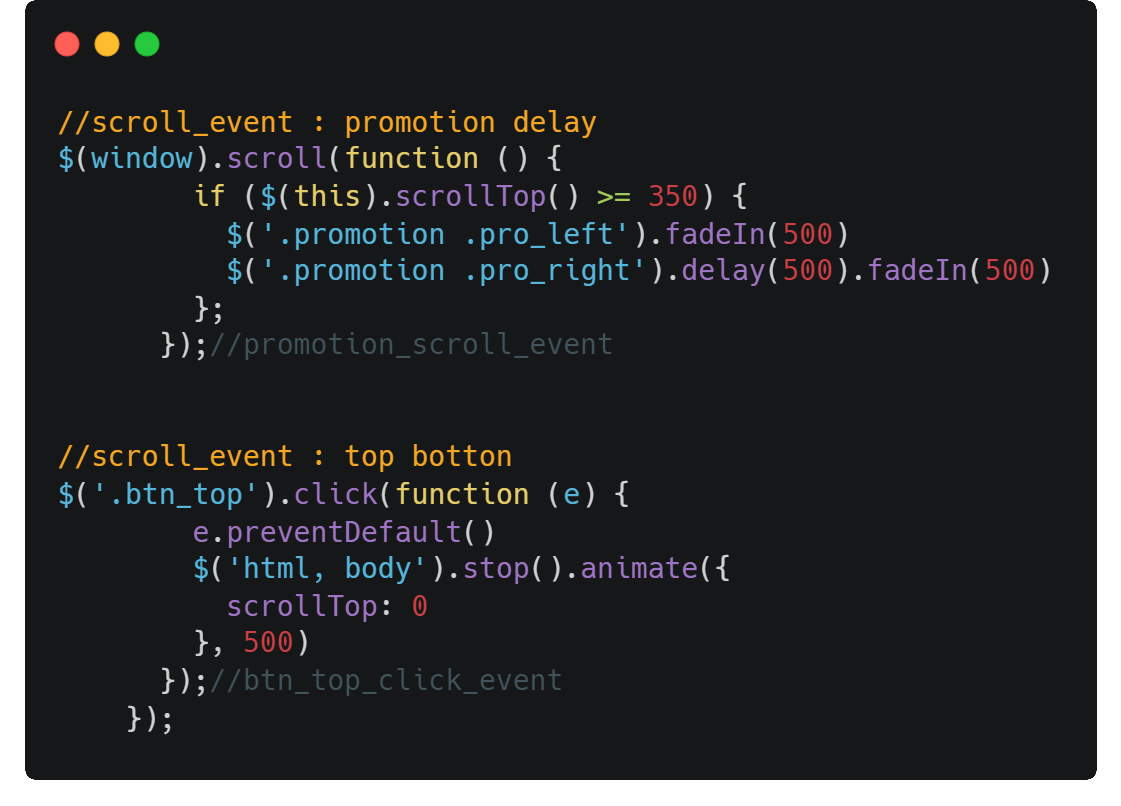 //scroll_event : promotion delay
$(window).scroll(function () {
        if ($(this).scrollTop() >= 350) {
          $('.promotion .pro_left').fadeIn(500)
          $('.promotion .pro_right').delay(500).fadeIn(500)
        };
      });//promotion_scroll_event

//scroll_event : top botton
$('.btn_top').click(function (e) {
        e.preventDefault()
        $('html, body').stop().animate({
          scrollTop: 0
        }, 500)
      });//btn_top_click_event
    });